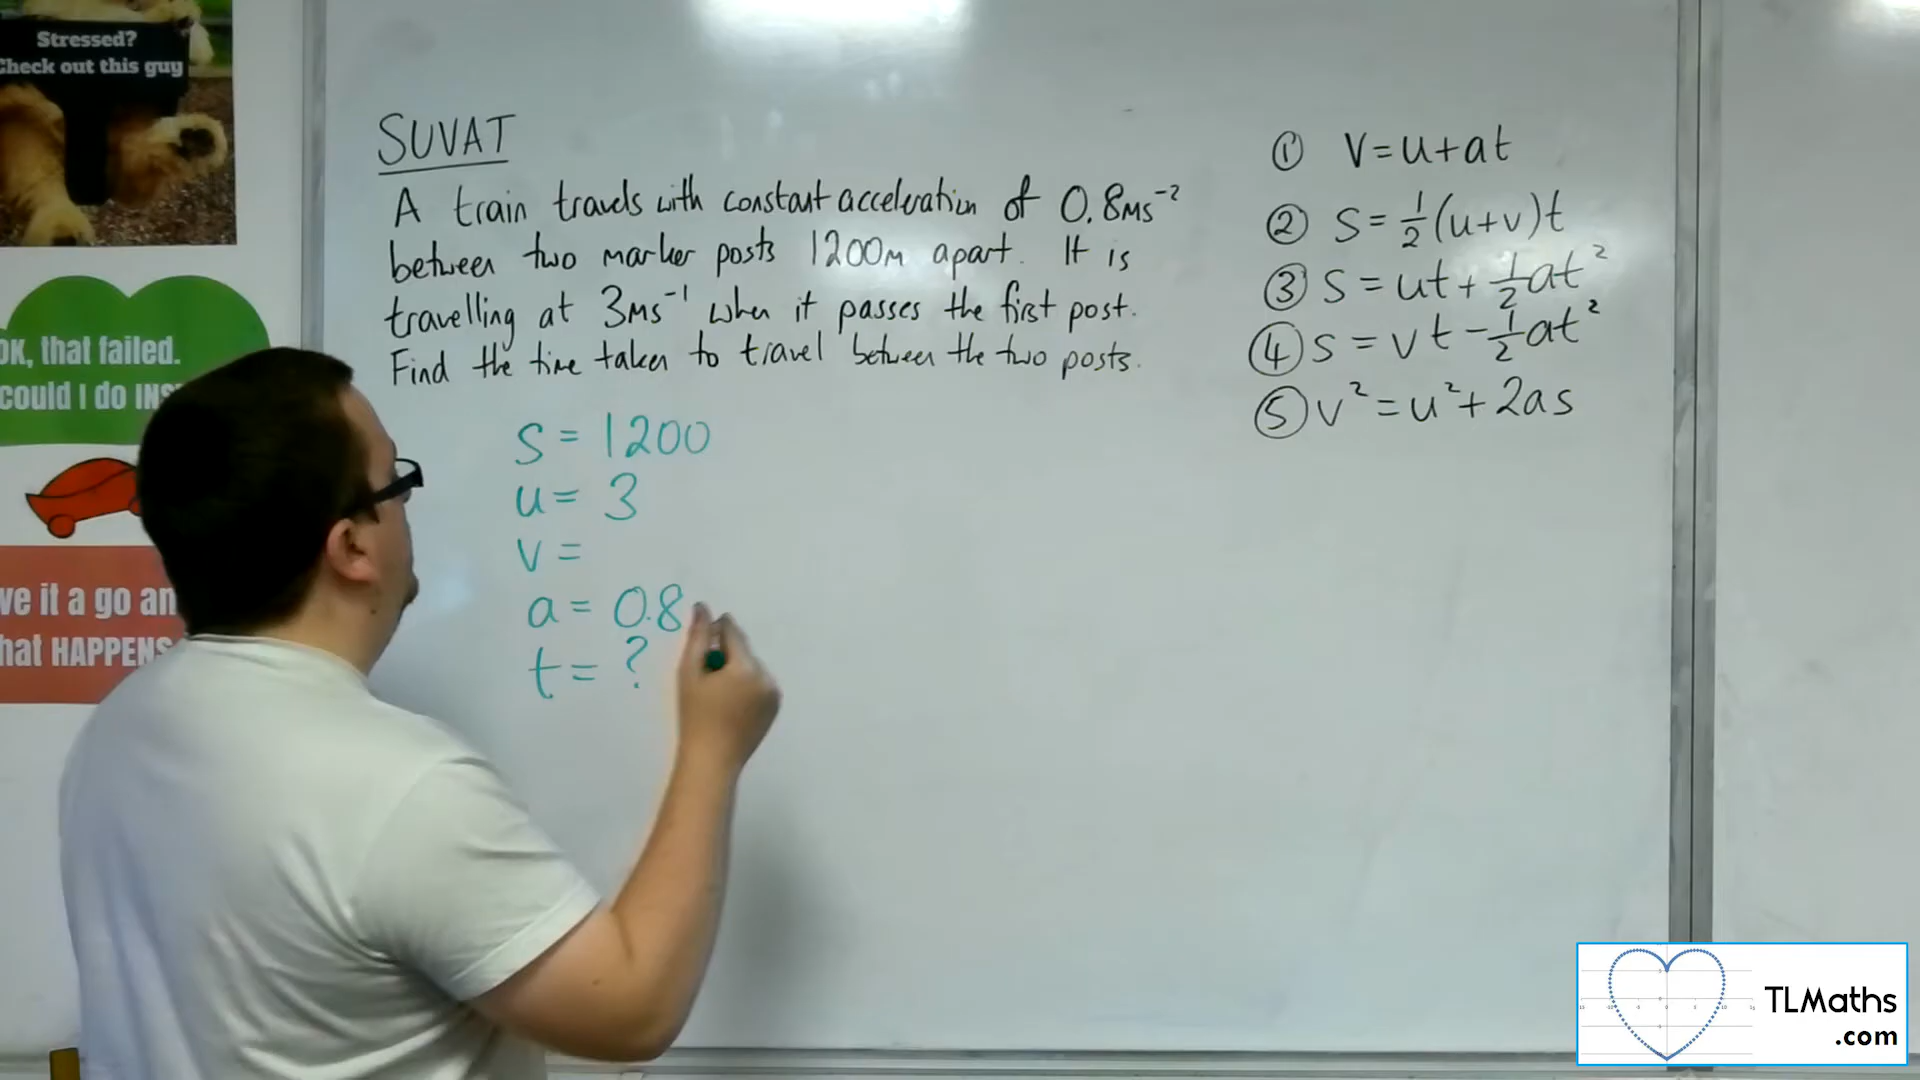 Stressed?
Check out this guy
OK, that failed.
could I do INS
ve it a go an
hat HAPPENS
SUVAT
A train travels with constant acceleration of 0.8ms⁻²
between two marker posts 1200m apart. It is
travelling at 3ms⁻¹ when it passes the first post.
Find the time taken to travel between the two posts.
s = 1200
u = 3
v =
a = 0.8
t = ?
① v = u + at
② s = ½(u+v)t
③ s = ut + ½at²
④ s = vt − ½at²
⑤ v² = u² + 2as
TLMaths
.com